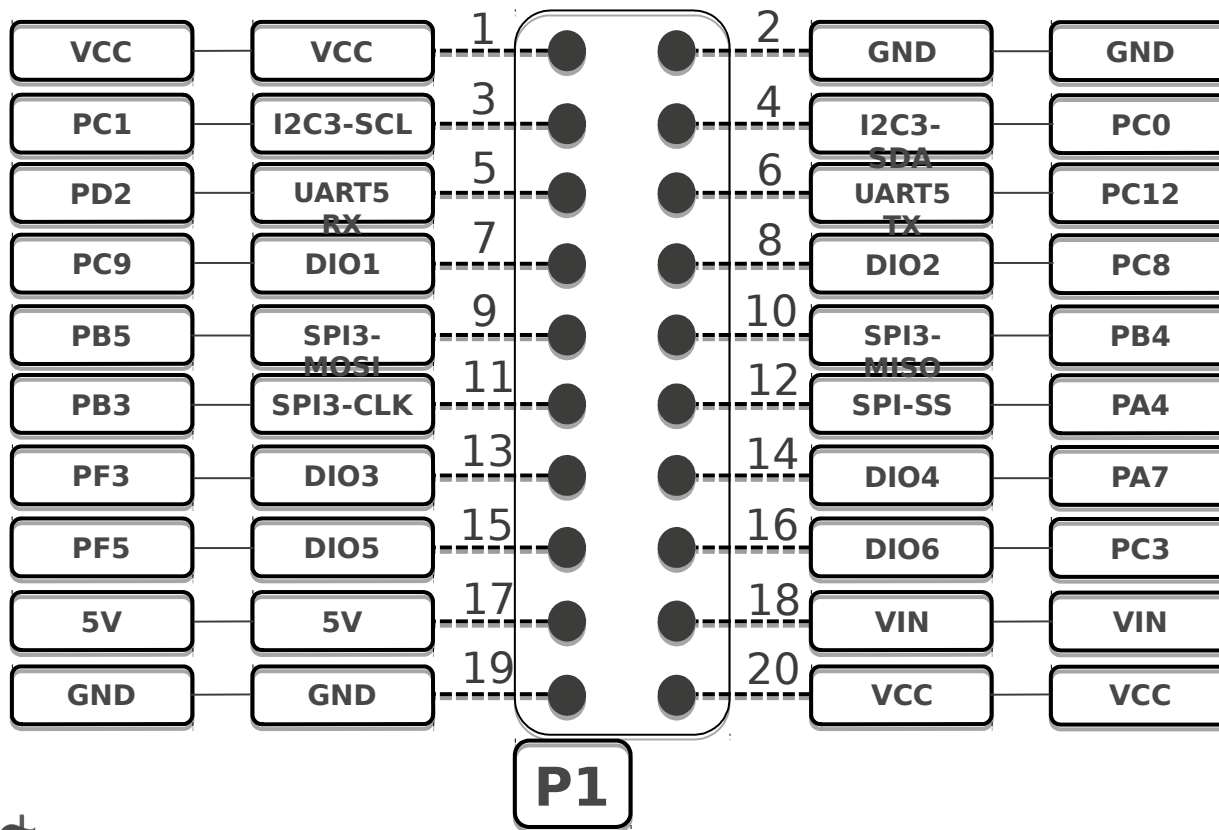 VCC VCC 1 2 GND GND
PC1 I2C3-SCL 3 4 I2C3- PC0
SDA
PD2 UART5 5 6 UART5 PC12
RX TX
PC9 DIO1 7 8 DIO2 PC8
PB5 SPI3- 9 10 SPI3- PB4
MOSI MISO
PB3 SPI3-CLK 11 12 SPI-SS PA4
PF3 DIO3 13 14 DIO4 PA7
PF5 DIO5 15 16 DIO6 PC3
5V 5V 17 18 VIN VIN
GND GND 19 20 VCC VCC
P1